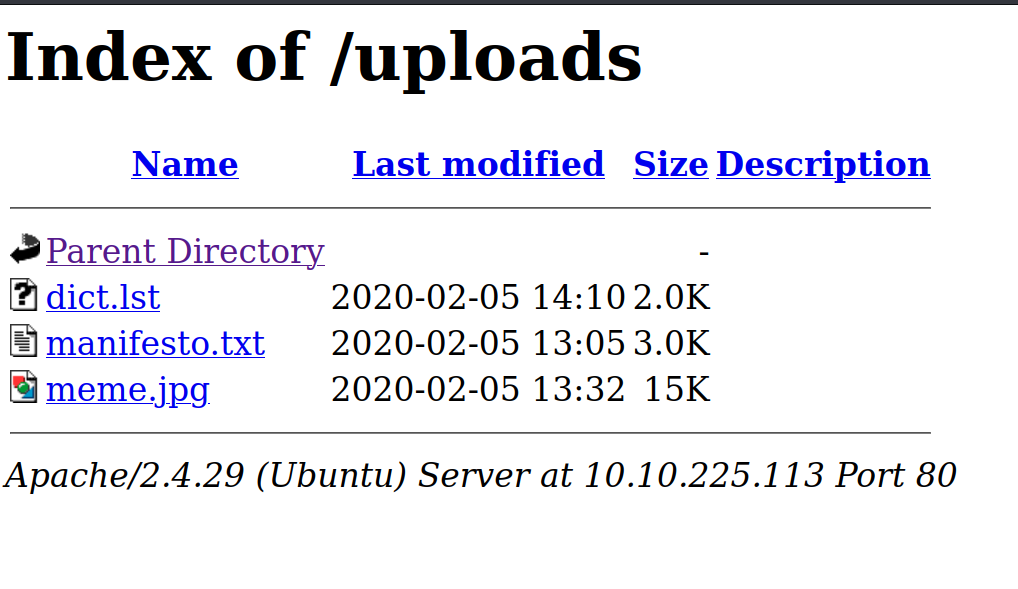 Index of /uploads
Name Last modified Size Description
Parent Directory -
dict.lst 2020-02-05 14:10 2.0K
manifesto.txt 2020-02-05 13:05 3.0K
meme.jpg 2020-02-05 13:32 15K
Apache/2.4.29 (Ubuntu) Server at 10.10.225.113 Port 80